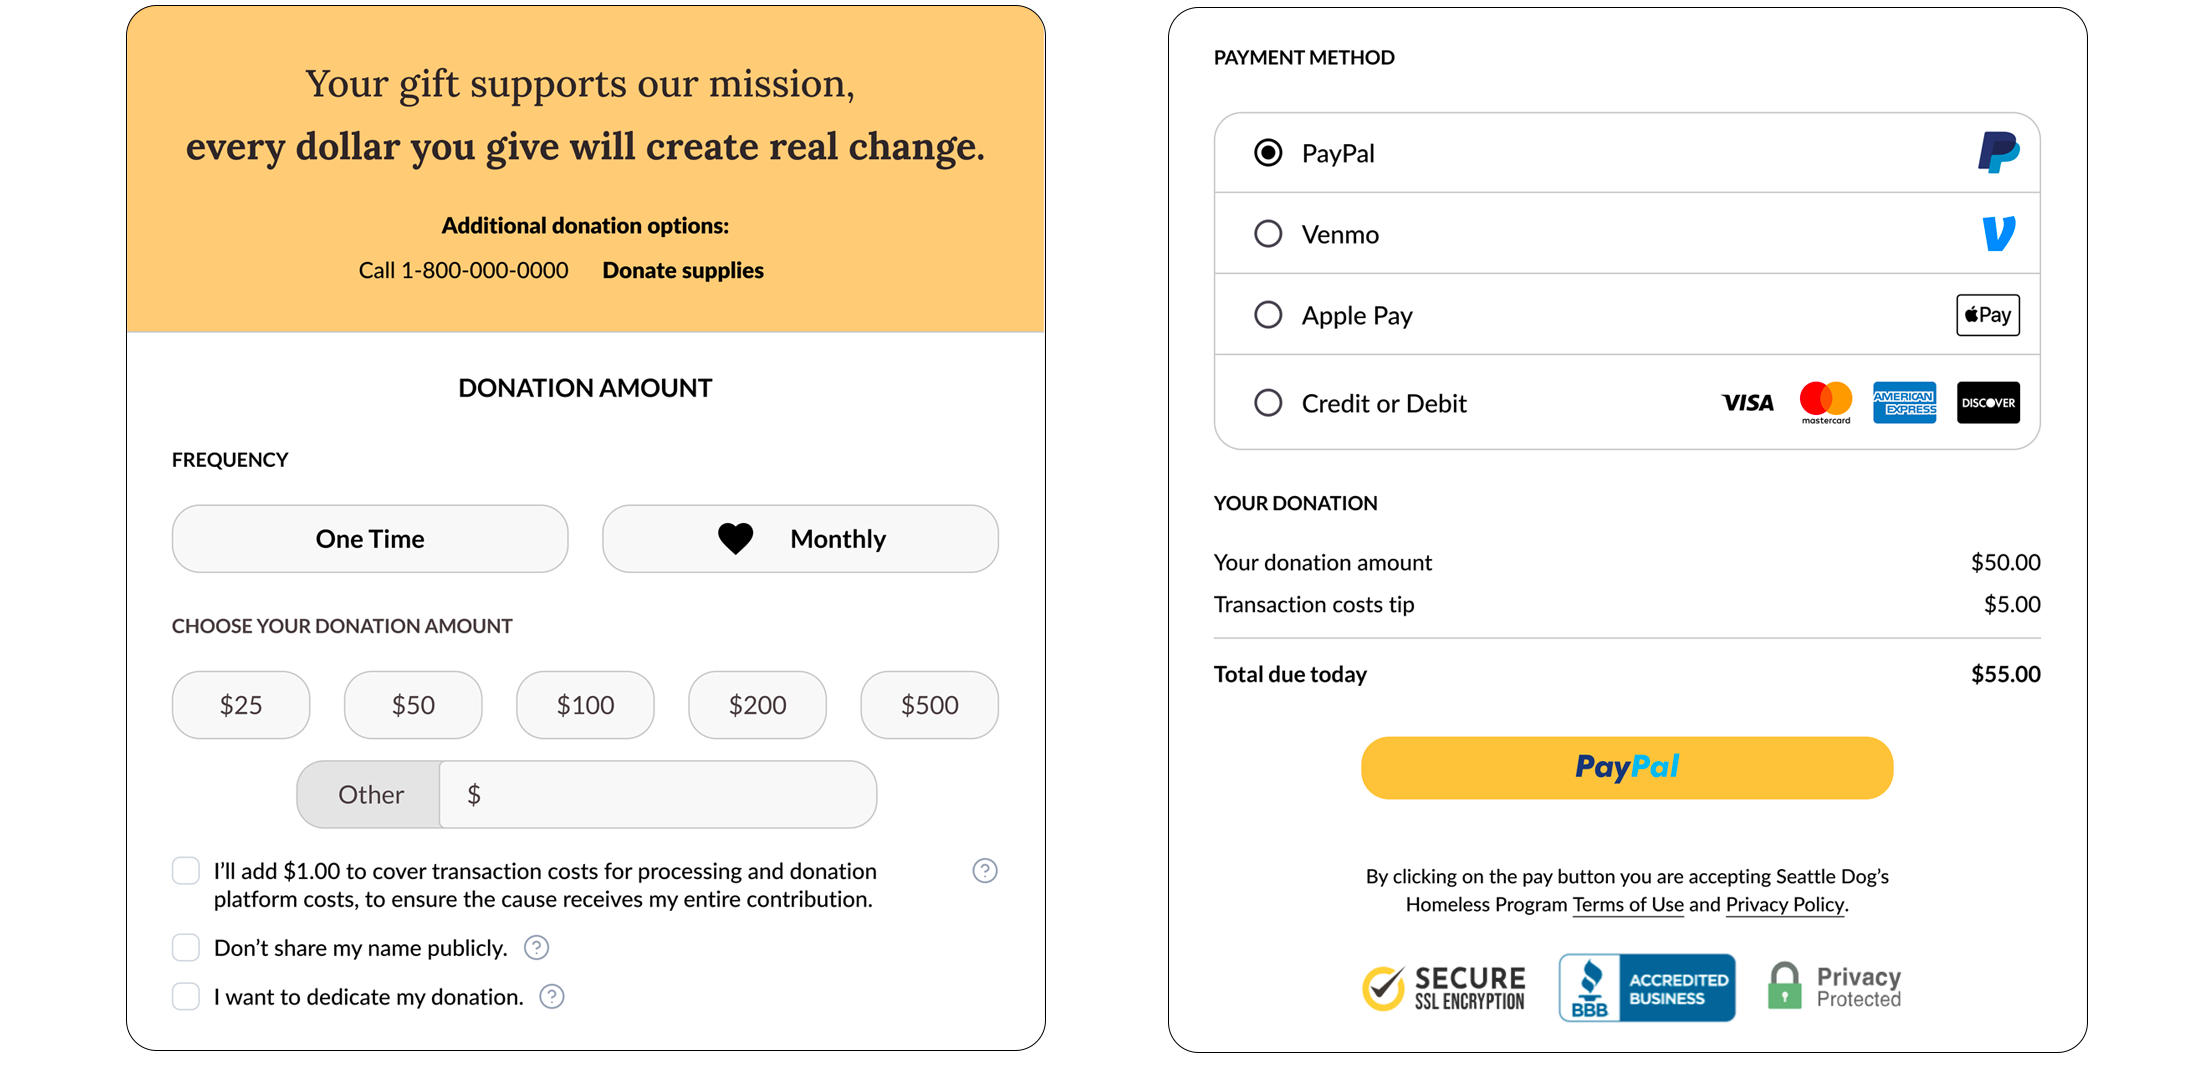 Your gift supports our mission,
every dollar you give will create real change.
Additional donation options:
Call 1-800-000-0000 Donate supplies
DONATION AMOUNT
FREQUENCY
One Time Monthly
CHOOSE YOUR DONATION AMOUNT
$25 $50 $100 $200 $500
Other $
I'll add $1.00 to cover transaction costs for processing and donation ?
platform costs, to ensure the cause receives my entire contribution.
Don't share my name publicly. ?
I want to dedicate my donation. ?
PAYMENT METHOD
PayPal
Venmo
Apple Pay Pay
Credit or Debit VISA mastercard AMERICAN EXPRESS DISCOVER
YOUR DONATION
Your donation amount $50.00
Transaction costs tip $5.00
Total due today $55.00
PayPal
By clicking on the pay button you are accepting Seattle Dog's
Homeless Program Terms of Use and Privacy Policy.
SECURE
SSL ENCRYPTION
BBB
ACCREDITED
BUSINESS
Privacy
Protected